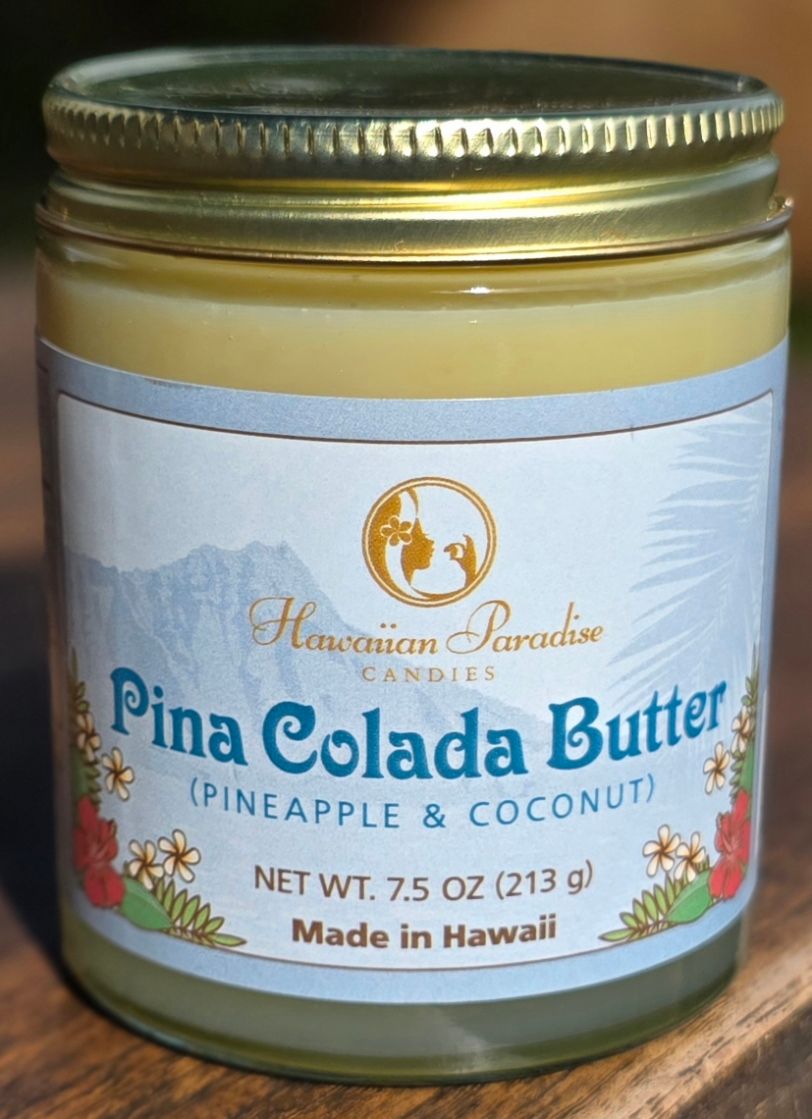 Hawaiian Paradise
CANDIES
Pina Colada Butter
(PINEAPPLE & COCONUT)
NET WT. 7.5 OZ (213 g)
Made in Hawaii